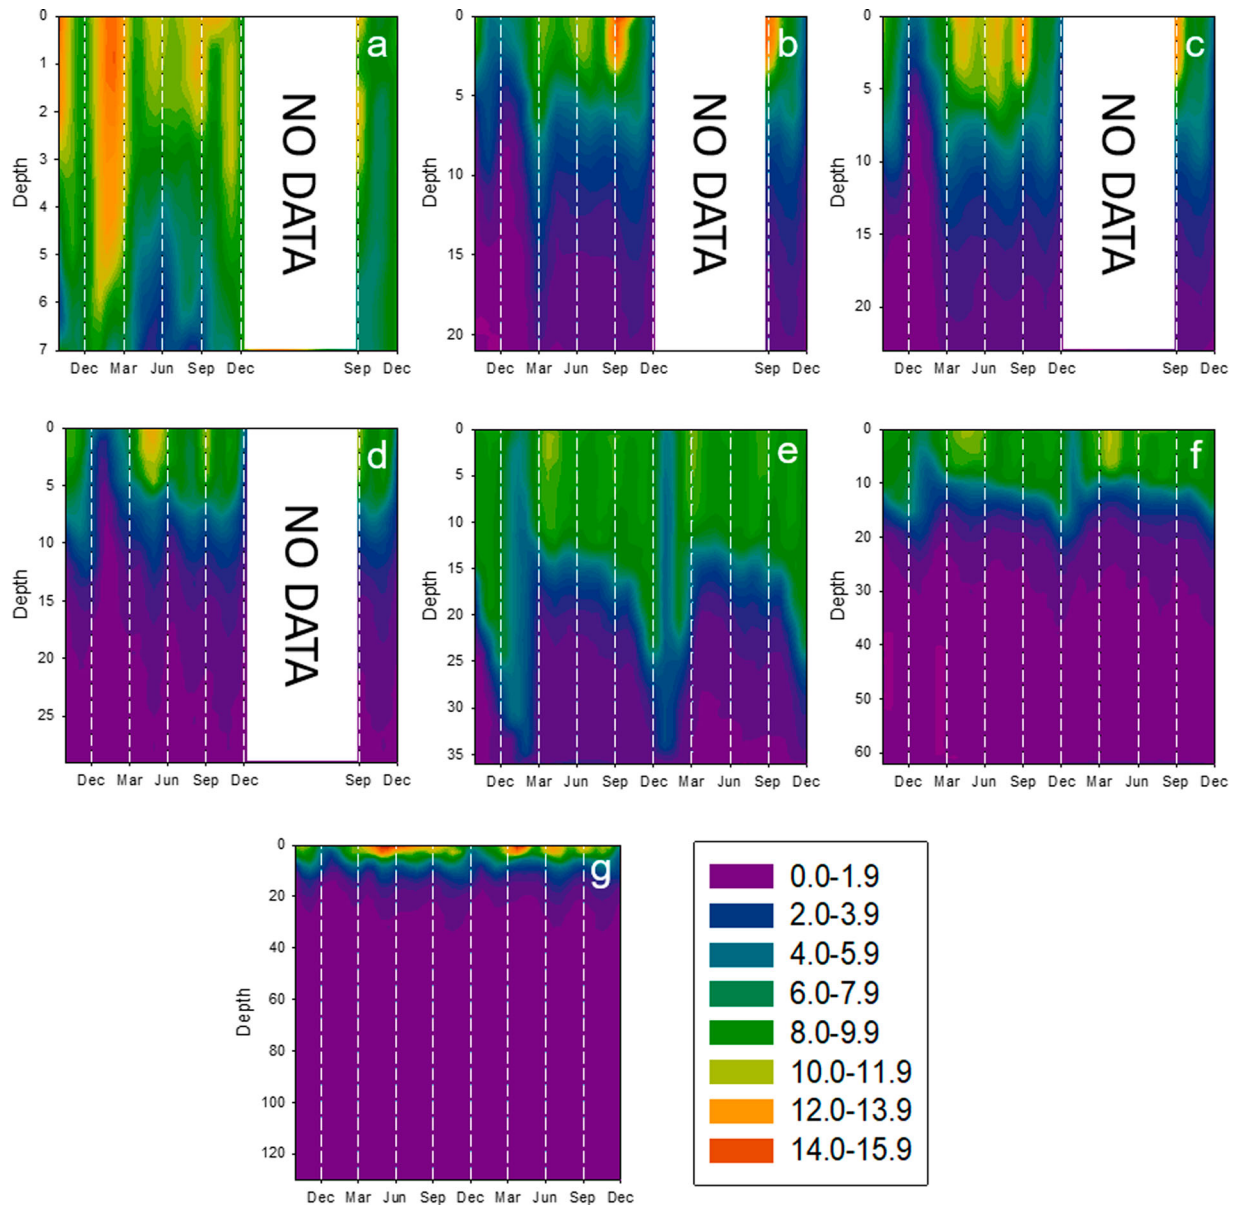 a
0
1
2
3
4
5
6
7
Depth
NO DATA
Dec Mar Jun Sep Dec Sep Dec
b
0
5
10
15
20
Depth
NO DATA
Dec Mar Jun Sep Dec Sep Dec
c
0
5
10
15
20
Depth
NO DATA
Dec Mar Jun Sep Dec Sep Dec
d
0
5
10
15
20
25
Depth
NO DATA
Dec Mar Jun Sep Dec Sep Dec
e
0
5
10
15
20
25
30
35
Depth
Dec Mar Jun Sep Dec Mar Jun Sep Dec
f
0
10
20
30
40
50
60
Depth
Dec Mar Jun Sep Dec Mar Jun Sep Dec
g
0
20
40
60
80
100
120
Depth
Dec Mar Jun Sep Dec Mar Jun Sep Dec
0.0-1.9
2.0-3.9
4.0-5.9
6.0-7.9
8.0-9.9
10.0-11.9
12.0-13.9
14.0-15.9